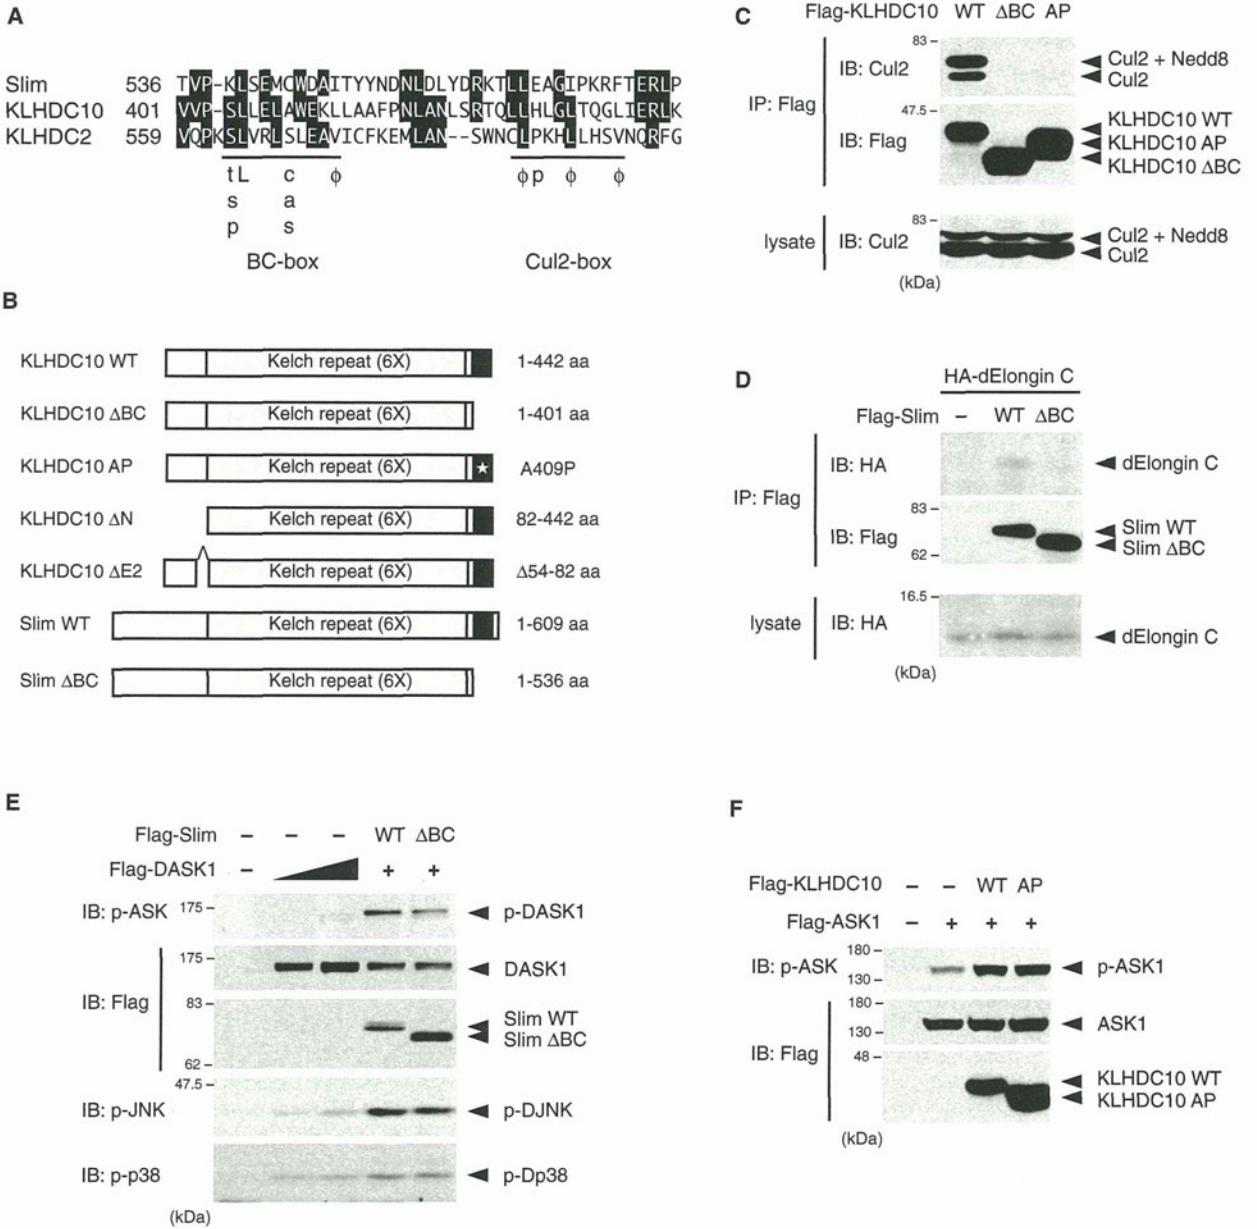 A
Slim 536 TVP-KLSEMCWDAITYYNDNLDLYDRKTLLEAGIPKRFTERLP
KLHDC10 401 VVPSLLELAWEKLLAAFPNLANLSRTQLLHLGLTQGLIERLK
KLHDC2 559 VQPKSLVRLSLEAVICFKEMLAN--SWNCLPKHLLHSVNQRFG
t L c ϕ ϕ p ϕ ϕ
s a
p s
BC-box Cul2-box
B
KLHDC10 WT Kelch repeat (6X) 1-442 aa
KLHDC10 ΔBC Kelch repeat (6X) 1-401 aa
KLHDC10 AP Kelch repeat (6X) A409P
KLHDC10 ΔN Kelch repeat (6X) 82-442 aa
KLHDC10 ΔE2 Kelch repeat (6X) Δ54-82 aa
Slim WT Kelch repeat (6X) 1-609 aa
Slim ΔBC Kelch repeat (6X) 1-536 aa
C
Flag-KLHDC10 WT ΔBC AP
83
IP: Flag
IB: Cul2
Cul2 + Nedd8
Cul2
47.5
IB: Flag
KLHDC10 WT
KLHDC10 AP
KLHDC10 ΔBC
83
lysate
IB: Cul2
Cul2 + Nedd8
Cul2
(kDa)
D
HA-dElongin C
Flag-Slim – WT ΔBC
IP: Flag
IB: HA
dElongin C
83
IB: Flag
Slim WT
Slim ΔBC
62
16.5
lysate
IB: HA
dElongin C
(kDa)
E
Flag-Slim – – – WT ΔBC
Flag-DASK1 – + +
IB: p-ASK 175 p-DASK1
IB: Flag
175
DASK1
83
Slim WT
Slim ΔBC
62
47.5
IB: p-JNK p-DJNK
IB: p-p38 p-Dp38
(kDa)
F
Flag-KLHDC10 – – WT AP
Flag-ASK1 – + + +
180
IB: p-ASK p-ASK1
130
IB: Flag
180
ASK1
130
48
KLHDC10 WT
KLHDC10 AP
(kDa)